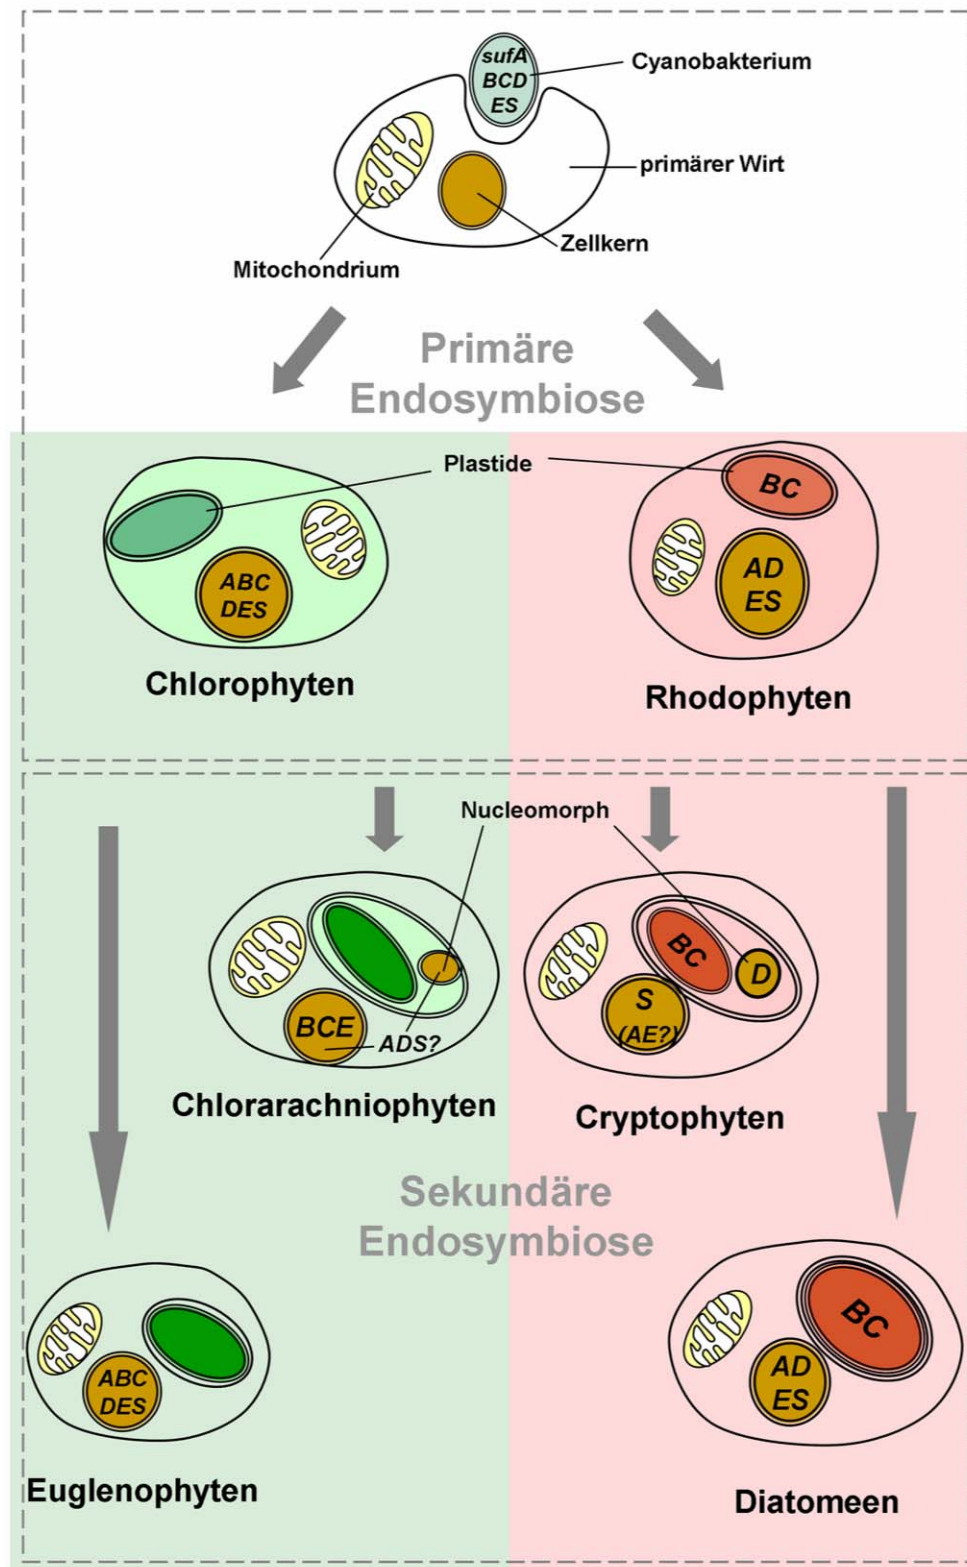 sufA
BCD
ES
Cyanobakterium
primärer Wirt
Zellkern
Mitochondrium
Primäre
Endosymbiose
Plastide
BC
ABC
DES
AD
ES
Chlorophyten
Rhodophyten
Nucleomorph
BC
D
BCE
ADS?
S
(AE?)
Chlorarachniophyten
Cryptophyten
Sekundäre
Endosymbiose
BC
ABC
DES
AD
ES
Euglenophyten
Diatomeen